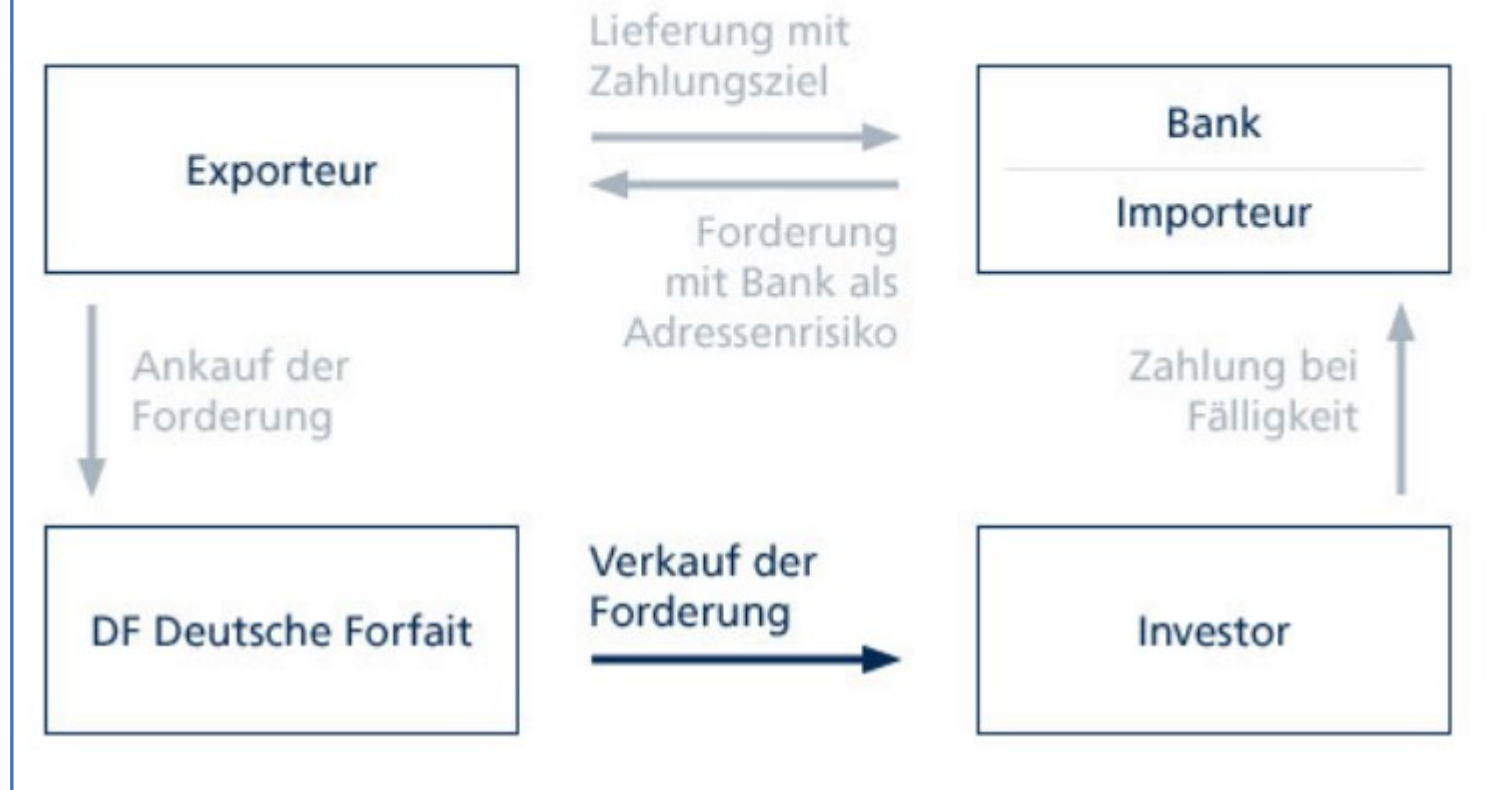 Lieferung mit
Zahlungsziel
Exporteur
Bank
Importeur
Forderung
mit Bank als
Adressenrisiko
Ankauf der
Forderung
Zahlung bei
Fälligkeit
DF Deutsche Forfait
Verkauf der
Forderung
Investor